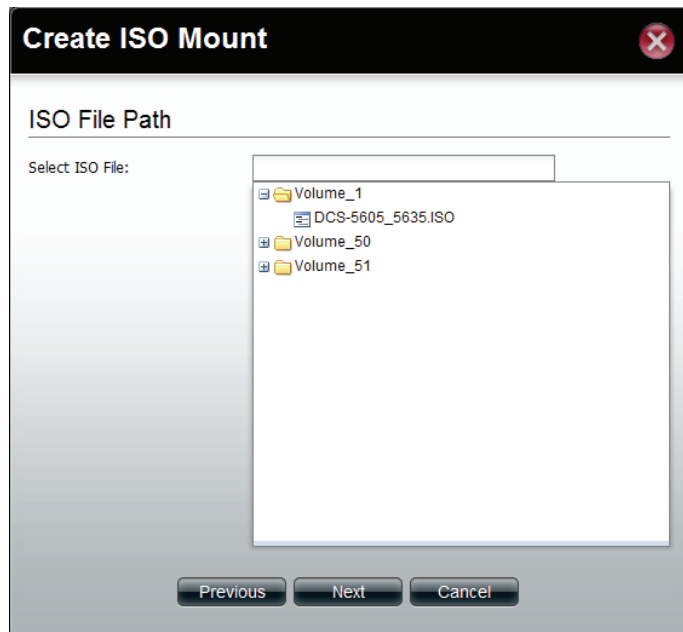 Create ISO Mount
ISO File Path
Select ISO File:
Volume_1
DCS-5605_5635.ISO
Volume_50
Volume_51
Previous Next Cancel